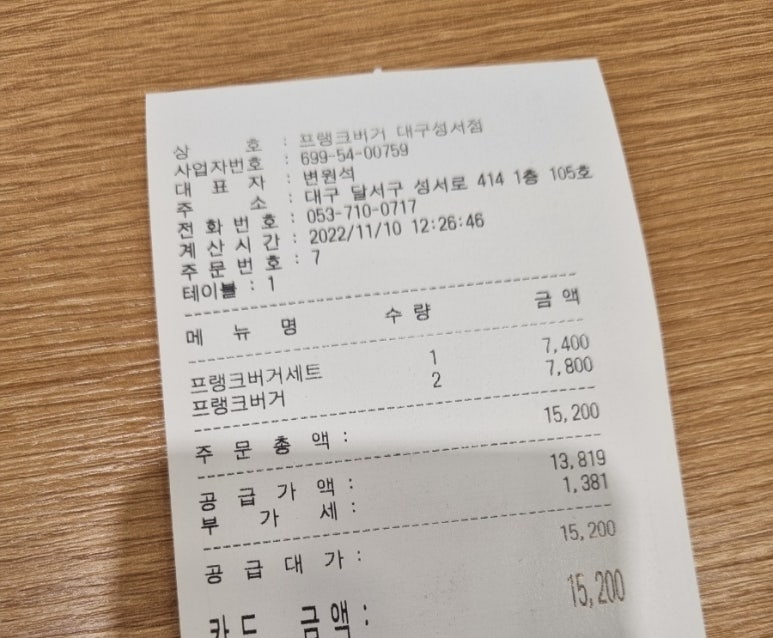 상 호 : 프랭크버거 대구성서점
사업자번호 : 699-54-00759
대 표 자 : 변원석
주 소 : 대구 달서구 성서로 414 1층 105호
전 화 번 호 : 053-710-0717
계 산 시 간 : 2022/11/10 12:26:46
주 문 번 호 : 7
테이블 : 1
메 뉴 명 수 량 금 액
프랭크버거세트 1 7,400
프랭크버거 2 7,800
주 문 총 액 : 15,200
공 급 가 액 : 13,819
부 가 세 : 1,381
공 급 대 가 : 15,200
카 드 금 액 : 15,200